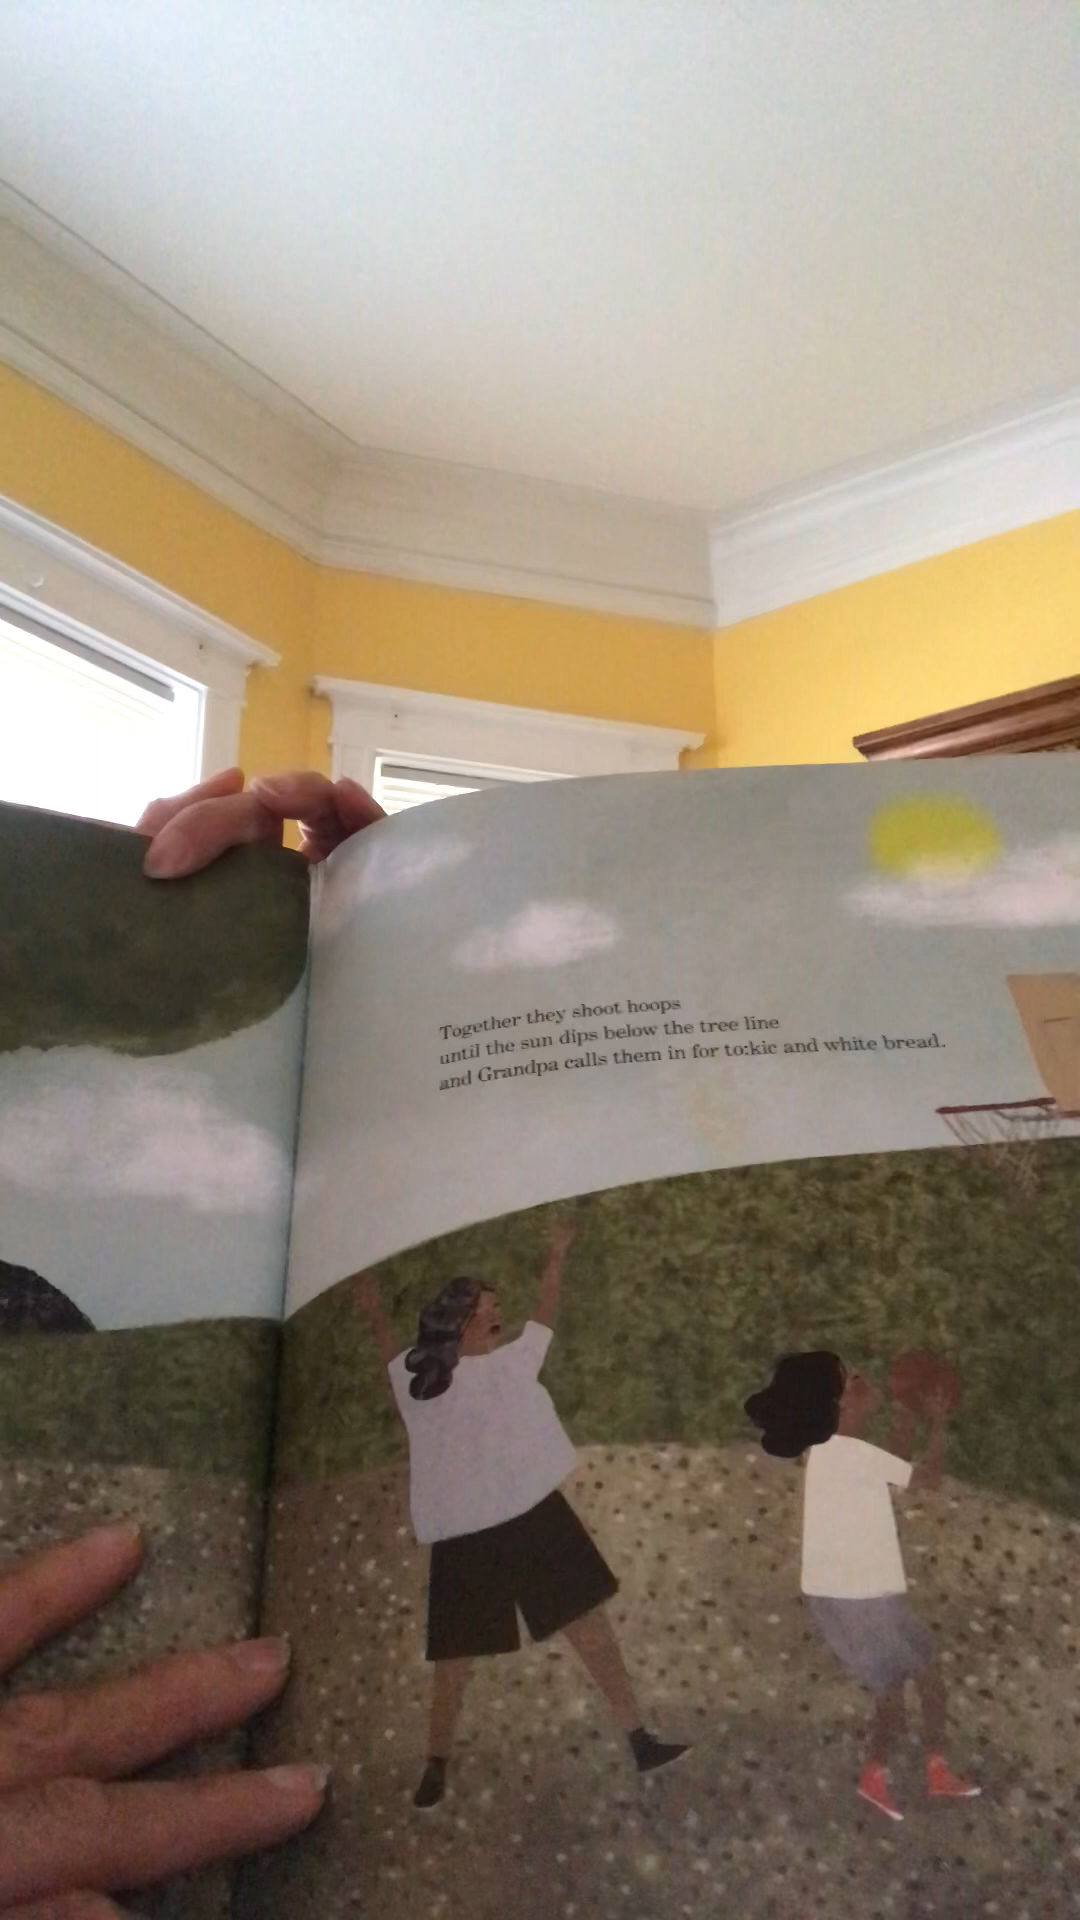 Together they shoot hoops
until the sun dips below the tree line
and Grandpa calls them in for to:kic and white bread.